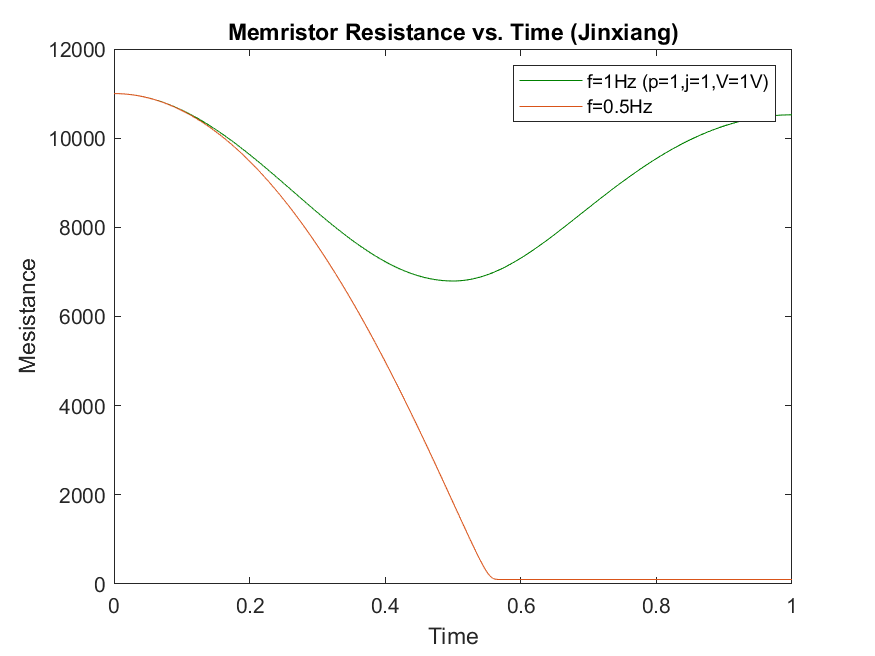 Memristor Resistance vs. Time (Jinxiang)
12000
10000
8000
6000
4000
2000
0
Mesistance
f=1Hz (p=1,j=1,V=1V)
f=0.5Hz
0 0.2 0.4 0.6 0.8 1
Time